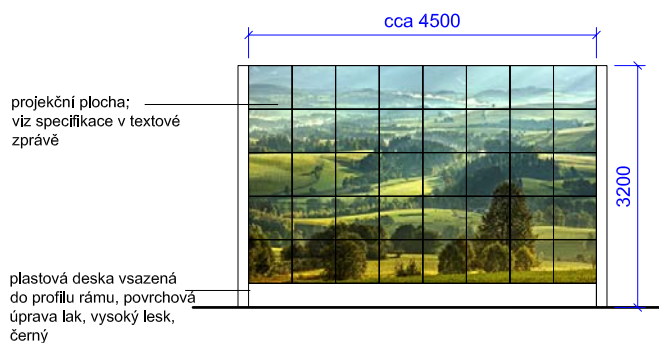 cca 4500
projekční plocha;
viz specifikace v textové
zprávě
3200
plastová deska vsazená
do profilu rámu, povrchová
úprava lak, vysoký lesk,
černý